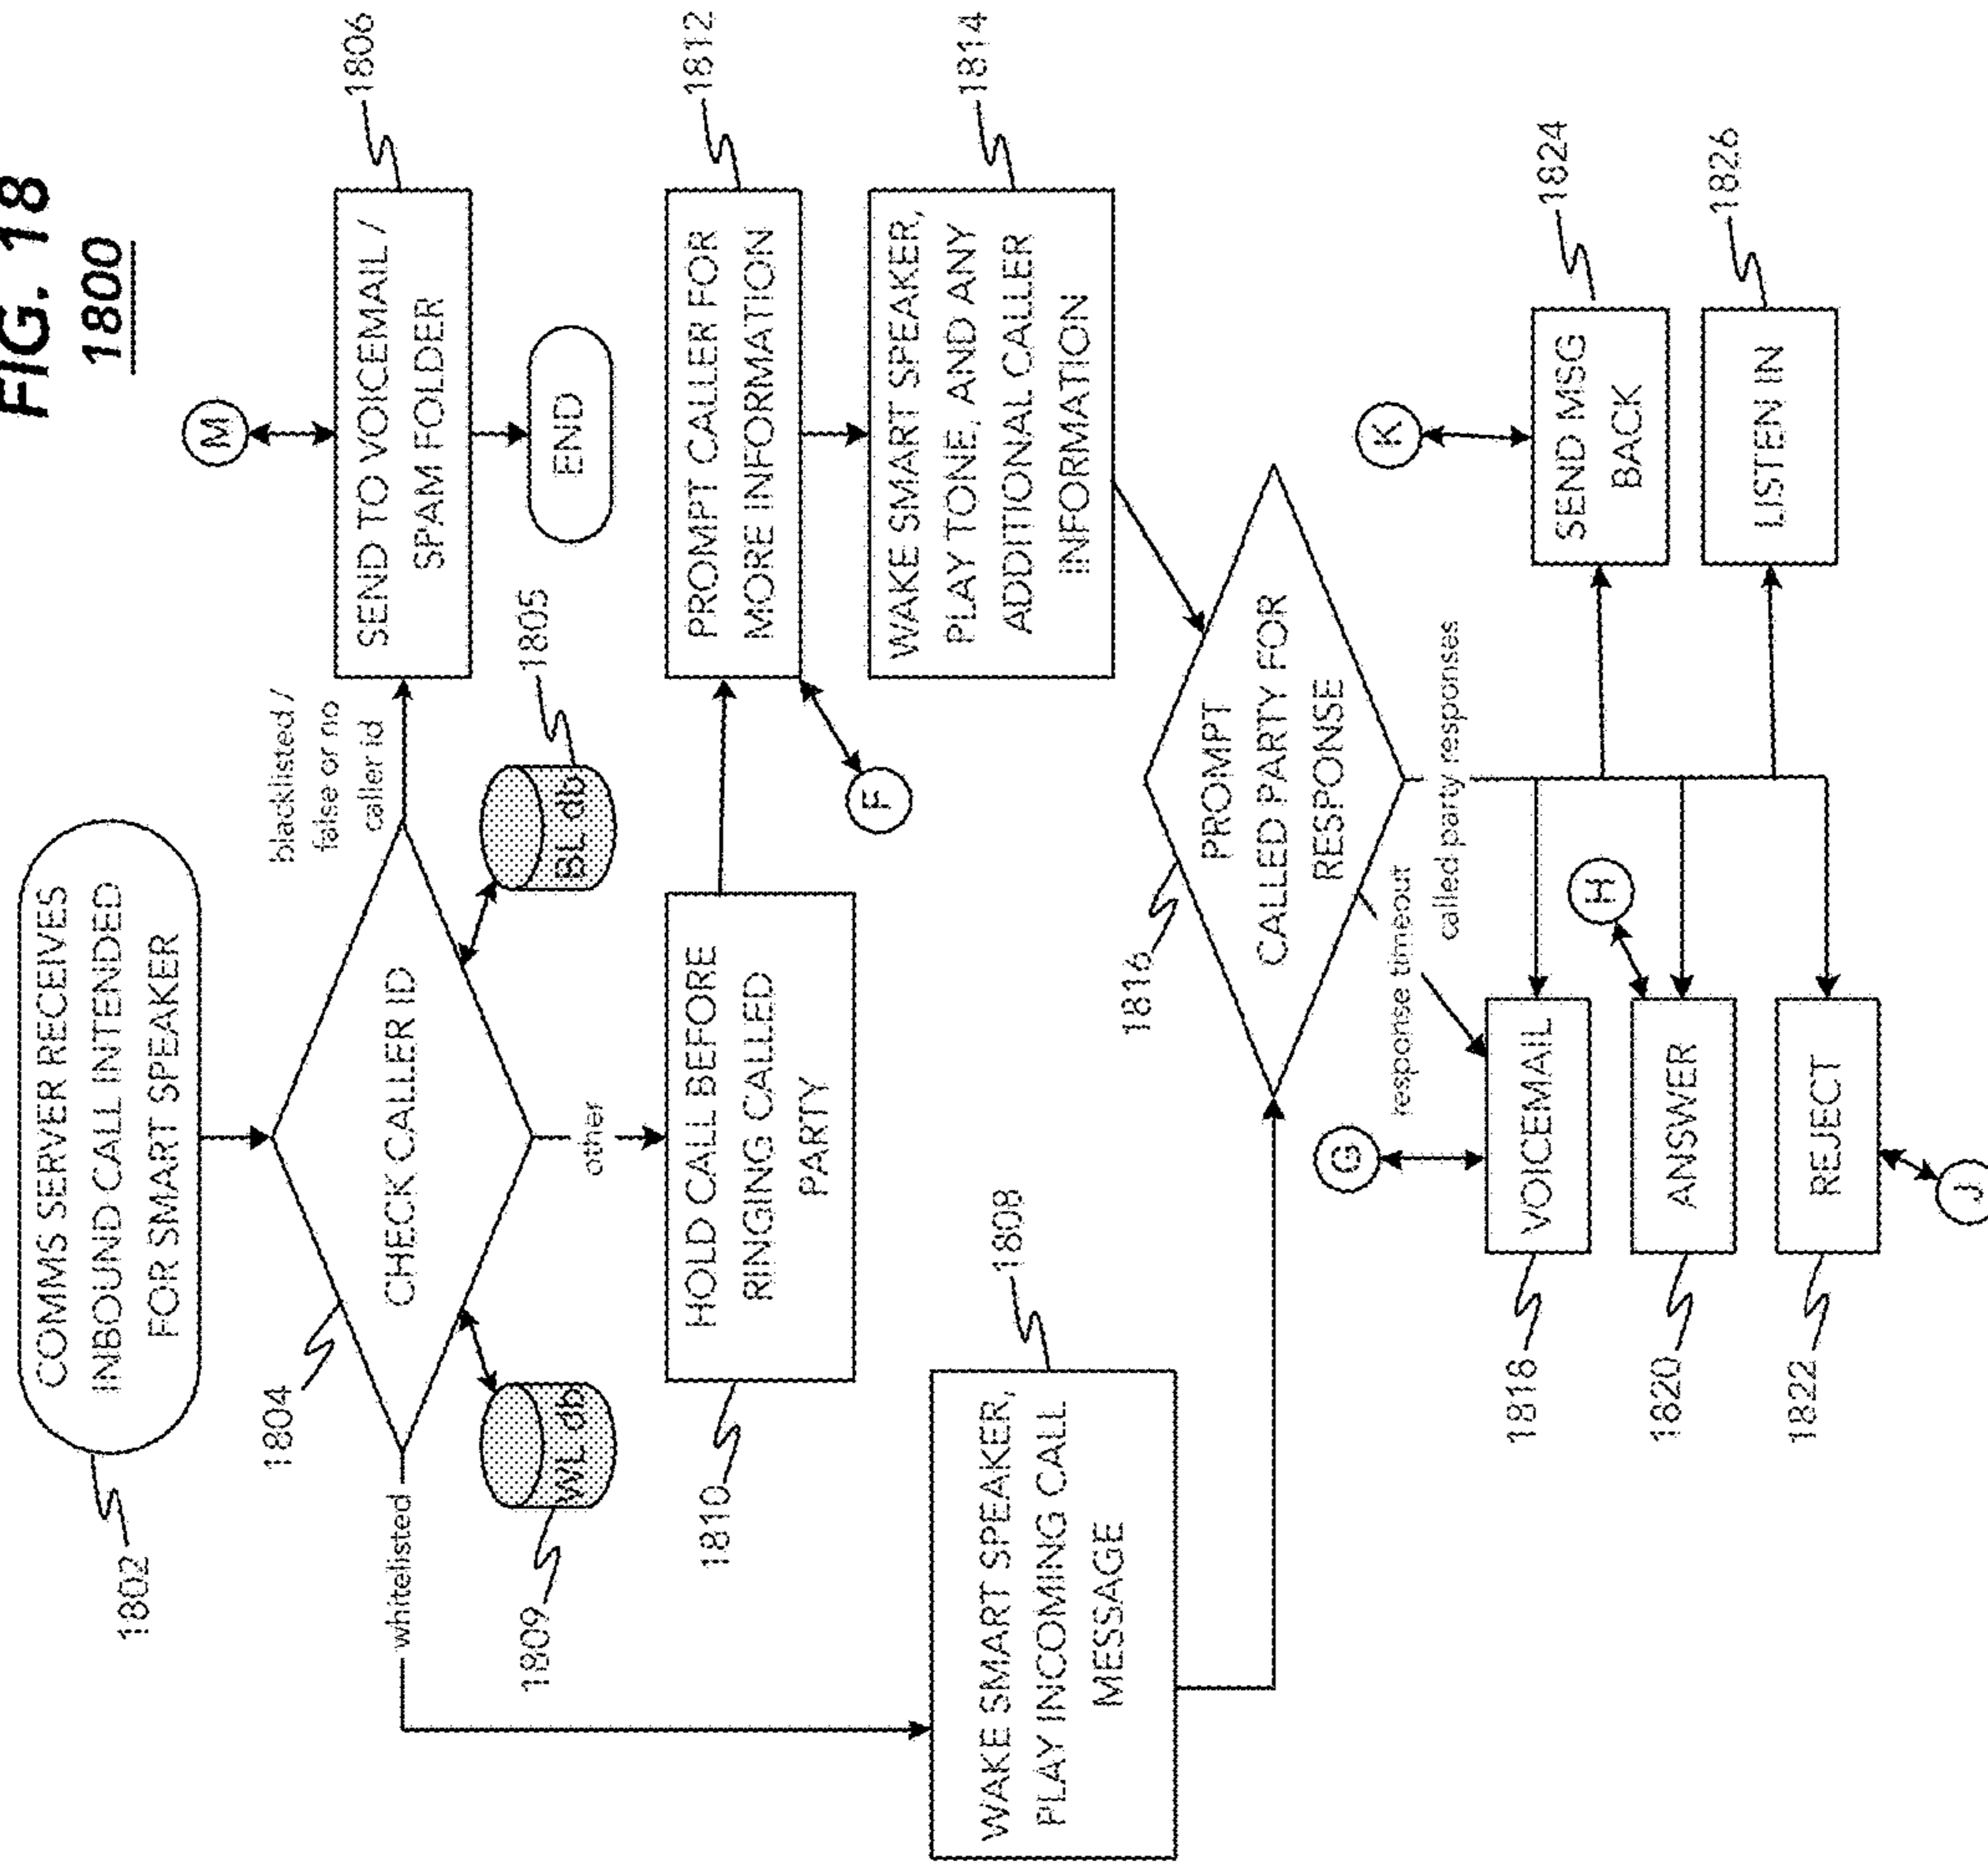 FIG. 18
1800
COMMS SERVER RECEIVES
INBOUND CALL INTENDED
FOR SMART SPEAKER
1802
CHECK CALLER ID
1804
whitelisted
blacklisted /
false or no
caller id
other
WL db
1809
BL db
1805
M
SEND TO VOICEMAIL /
SPAM FOLDER
1806
END
HOLD CALL BEFORE
RINGING CALLED
PARTY
1810
PROMPT CALLER FOR
MORE INFORMATION
1812
F
WAKE SMART SPEAKER,
PLAY TONE, AND ANY
ADDITIONAL CALLER
INFORMATION
1814
WAKE SMART SPEAKER,
PLAY INCOMING CALL
MESSAGE
1808
PROMPT
CALLED PARTY FOR
RESPONSE
1816
response timeout
called party responses
G
VOICEMAIL
1818
H
ANSWER
1820
REJECT
1822
J
K
SEND MSG
BACK
1824
LISTEN IN
1826